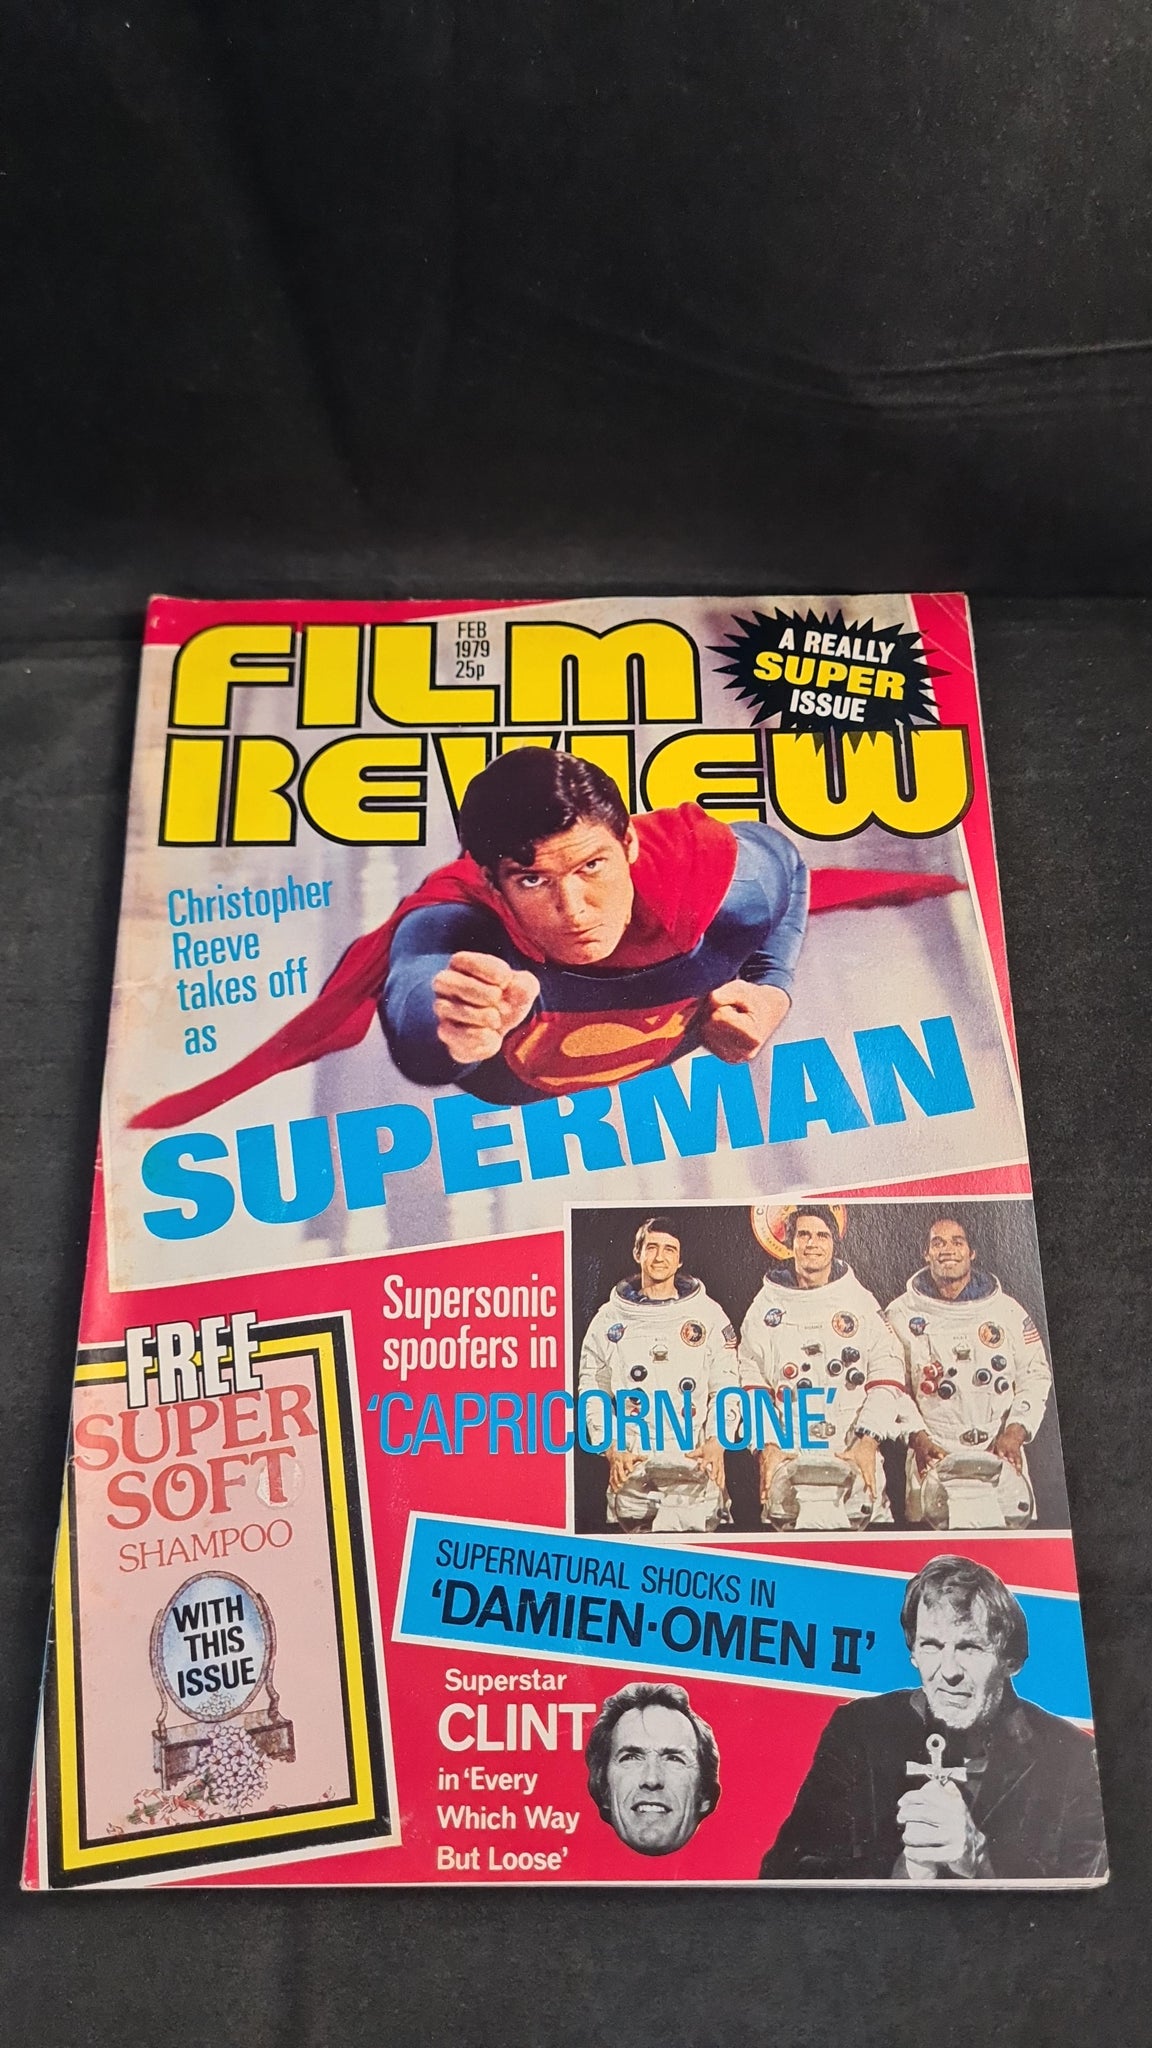 FILM
FEB
1979
25p
A REALLY
SUPER
ISSUE
REVIEW
Christopher
Reeve
takes off
as
SUPERMAN
Supersonic
spoofers in
'CAPRICORN ONE'
FREE
SUPER
SOFT
SHAMPOO
WITH
THIS
ISSUE
SUPERNATURAL SHOCKS IN
'DAMIEN·OMEN II'
Superstar
CLINT
in 'Every
Which Way
But Loose'